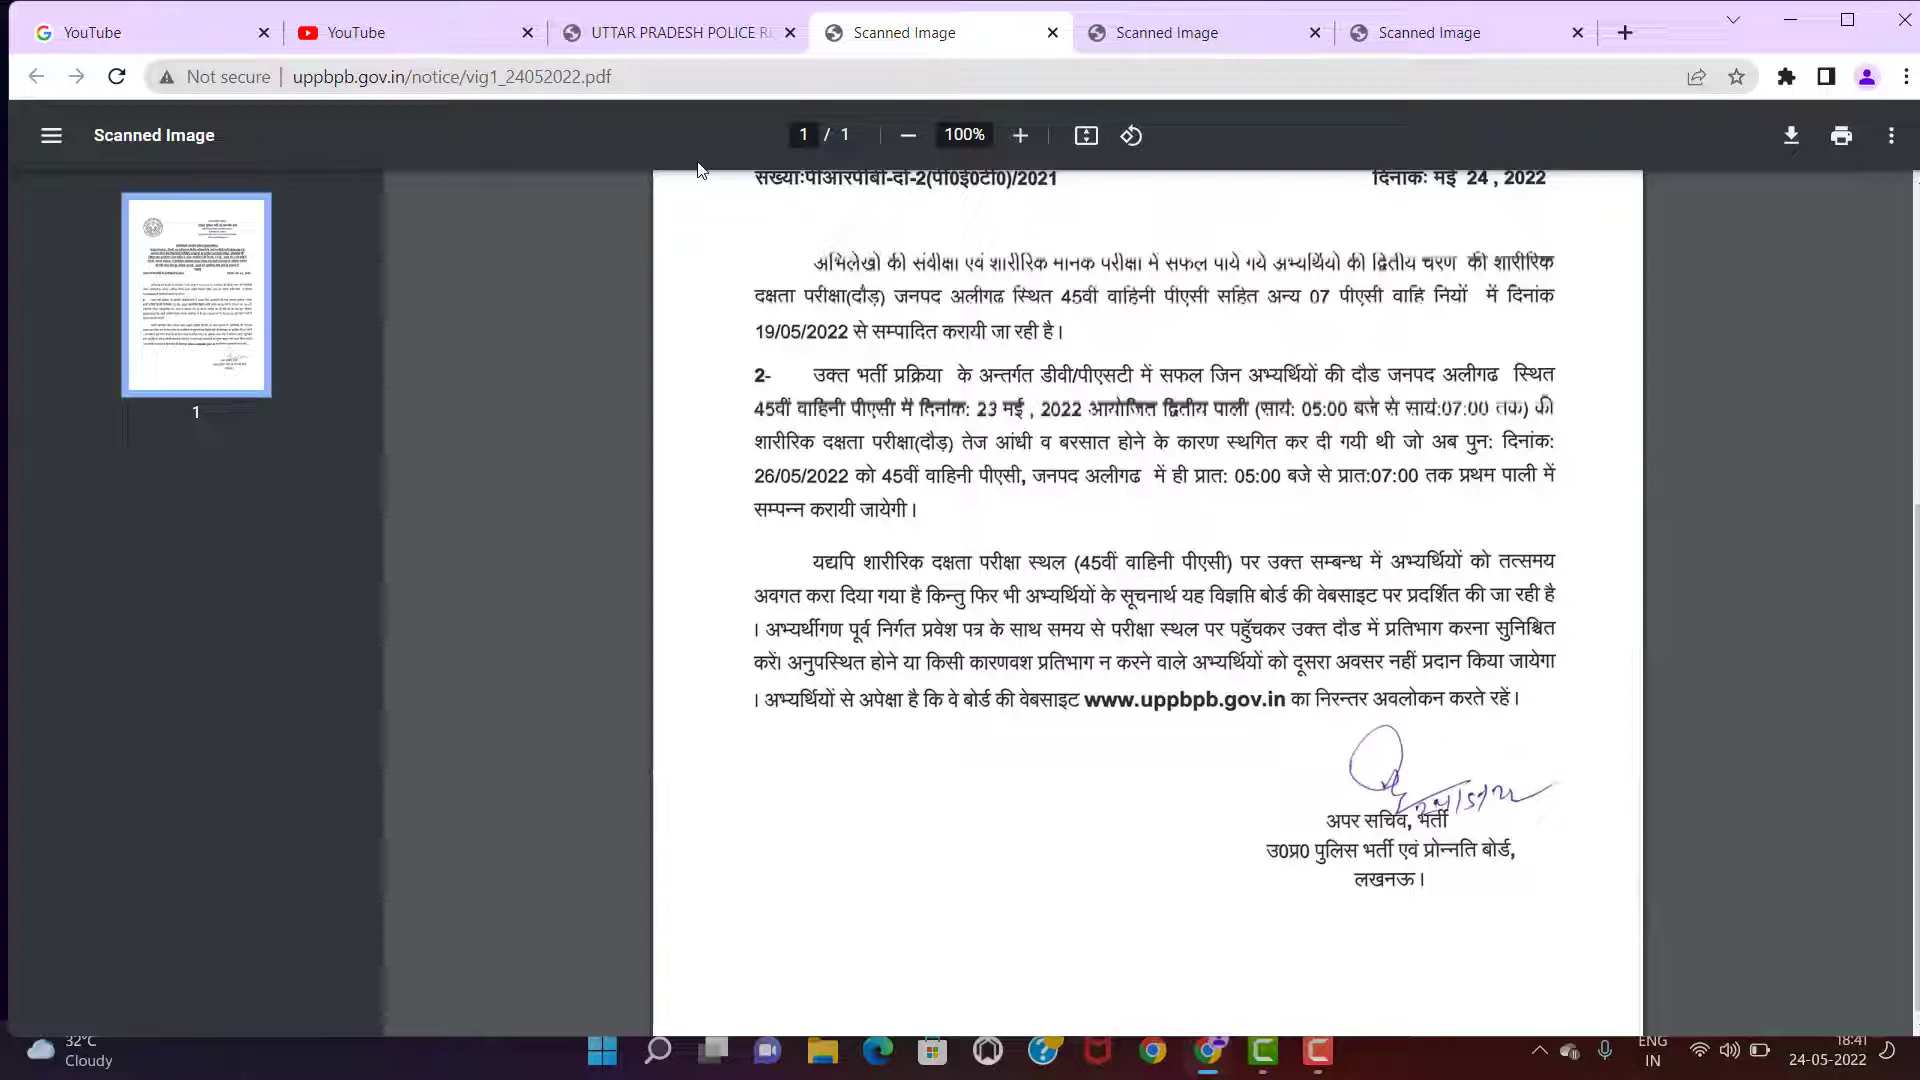 YouTube
YouTube
UTTAR PRADESH POLICE R
Scanned Image
Scanned Image
Scanned Image
Not secure
uppbpb.gov.in/notice/vig1_24052022.pdf
Scanned Image
1 / 1
100%
1
संख्याःपीआरपीबी-दो-2(पी0ई0टी0)/2021
दिनांकः मई 24 , 2022
अभिलेखों की संवीक्षा एवं शारीरिक मानक परीक्षा में सफल पाये गये अभ्यर्थियों की द्वितीय चरण की शारीरिक
दक्षता परीक्षा(दौड़) जनपद अलीगढ स्थित 45वीं वाहिनी पीएसी सहित अन्य 07 पीएसी वाहि नियों में दिनांक
19/05/2022 से सम्पादित करायी जा रही है।
2- उक्त भर्ती प्रक्रिया के अन्तर्गत डीवी/पीएसटी में सफल जिन अभ्यर्थियों की दौड जनपद अलीगढ स्थित
45वीं वाहिनी पीएसी में दिनांक: 23 मई , 2022 आयोजित द्वितीय पाली (सायं: 05:00 बजे से सायं:07:00 तक) की
शारीरिक दक्षता परीक्षा(दौड़) तेज आंधी व बरसात होने के कारण स्थगित कर दी गयी थी जो अब पुन: दिनांक:
26/05/2022 को 45वीं वाहिनी पीएसी, जनपद अलीगढ में ही प्रात: 05:00 बजे से प्रात:07:00 तक प्रथम पाली में
सम्पन्न करायी जायेगी।
यद्यपि शारीरिक दक्षता परीक्षा स्थल (45वीं वाहिनी पीएसी) पर उक्त सम्बन्ध में अभ्यर्थियों को तत्समय
अवगत करा दिया गया है किन्तु फिर भी अभ्यर्थियों के सूचनार्थ यह विज्ञप्ति बोर्ड की वेबसाइट पर प्रदर्शित की जा रही है
। अभ्यर्थीगण पूर्व निर्गत प्रवेश पत्र के साथ समय से परीक्षा स्थल पर पहुँचकर उक्त दौड में प्रतिभाग करना सुनिश्चित
करें। अनुपस्थित होने या किसी कारणवश प्रतिभाग न करने वाले अभ्यर्थियों को दूसरा अवसर नहीं प्रदान किया जायेगा
। अभ्यर्थियों से अपेक्षा है कि वे बोर्ड की वेबसाइट www.uppbpb.gov.in का निरन्तर अवलोकन करते रहें।
24/5/22
अपर सचिव, भर्ती
उ0प्र0 पुलिस भर्ती एवं प्रोन्नति बोर्ड,
लखनऊ।
32°C
Cloudy
ENG
IN
18:41
24-05-2022